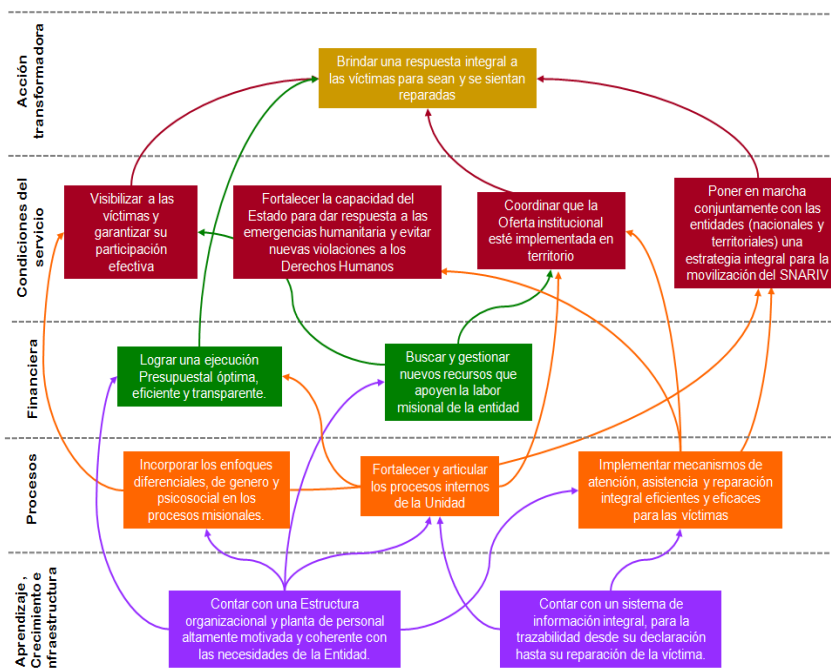 Acción
transformadora
Brindar una respuesta integral a
las víctimas para sean y se sientan
reparadas
Condiciones del
servicio
Visibilizar a las
víctimas y
garantizar su
participación
efectiva
Fortalecer la capacidad del
Estado para dar respuesta a las
emergencias humanitaria y evitar
nuevas violaciones a los
Derechos Humanos
Coordinar que la
Oferta institucional
esté implementada en
territorio
Poner en marcha
conjuntamente con las
entidades (nacionales y
territoriales) una
estrategia integral para la
movilización del SNARIV
Financiera
Lograr una ejecución
Presupuestal óptima,
eficiente y transparente.
Buscar y gestionar
nuevos recursos que
apoyen la labor
misional de la entidad
Procesos
Incorporar los enfoques
diferenciales, de genero y
psicosocial en los
procesos misionales.
Fortalecer y articular
los procesos internos
de la Unidad
Implementar mecanismos de
atención, asistencia y reparación
integral eficientes y eficaces
para las víctimas
Aprendizaje ,
Crecimiento e
nfraestructura
Contar con una Estructura
organizacional y planta de personal
altamente motivada y coherente con
las necesidades de la Entidad.
Contar con un sistema de
información integral, para la
trazabilidad desde su declaración
hasta su reparación de la víctima.